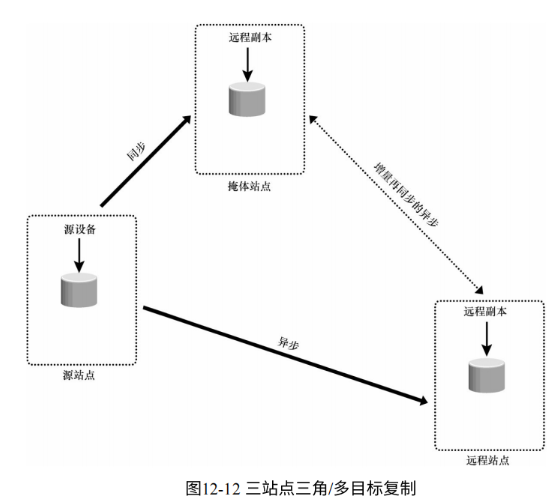 远程副本
掩体站点
同步
增量再同步的异步
源设备
源站点
异步
远程副本
远程站点
图12-12 三站点三角/多目标复制